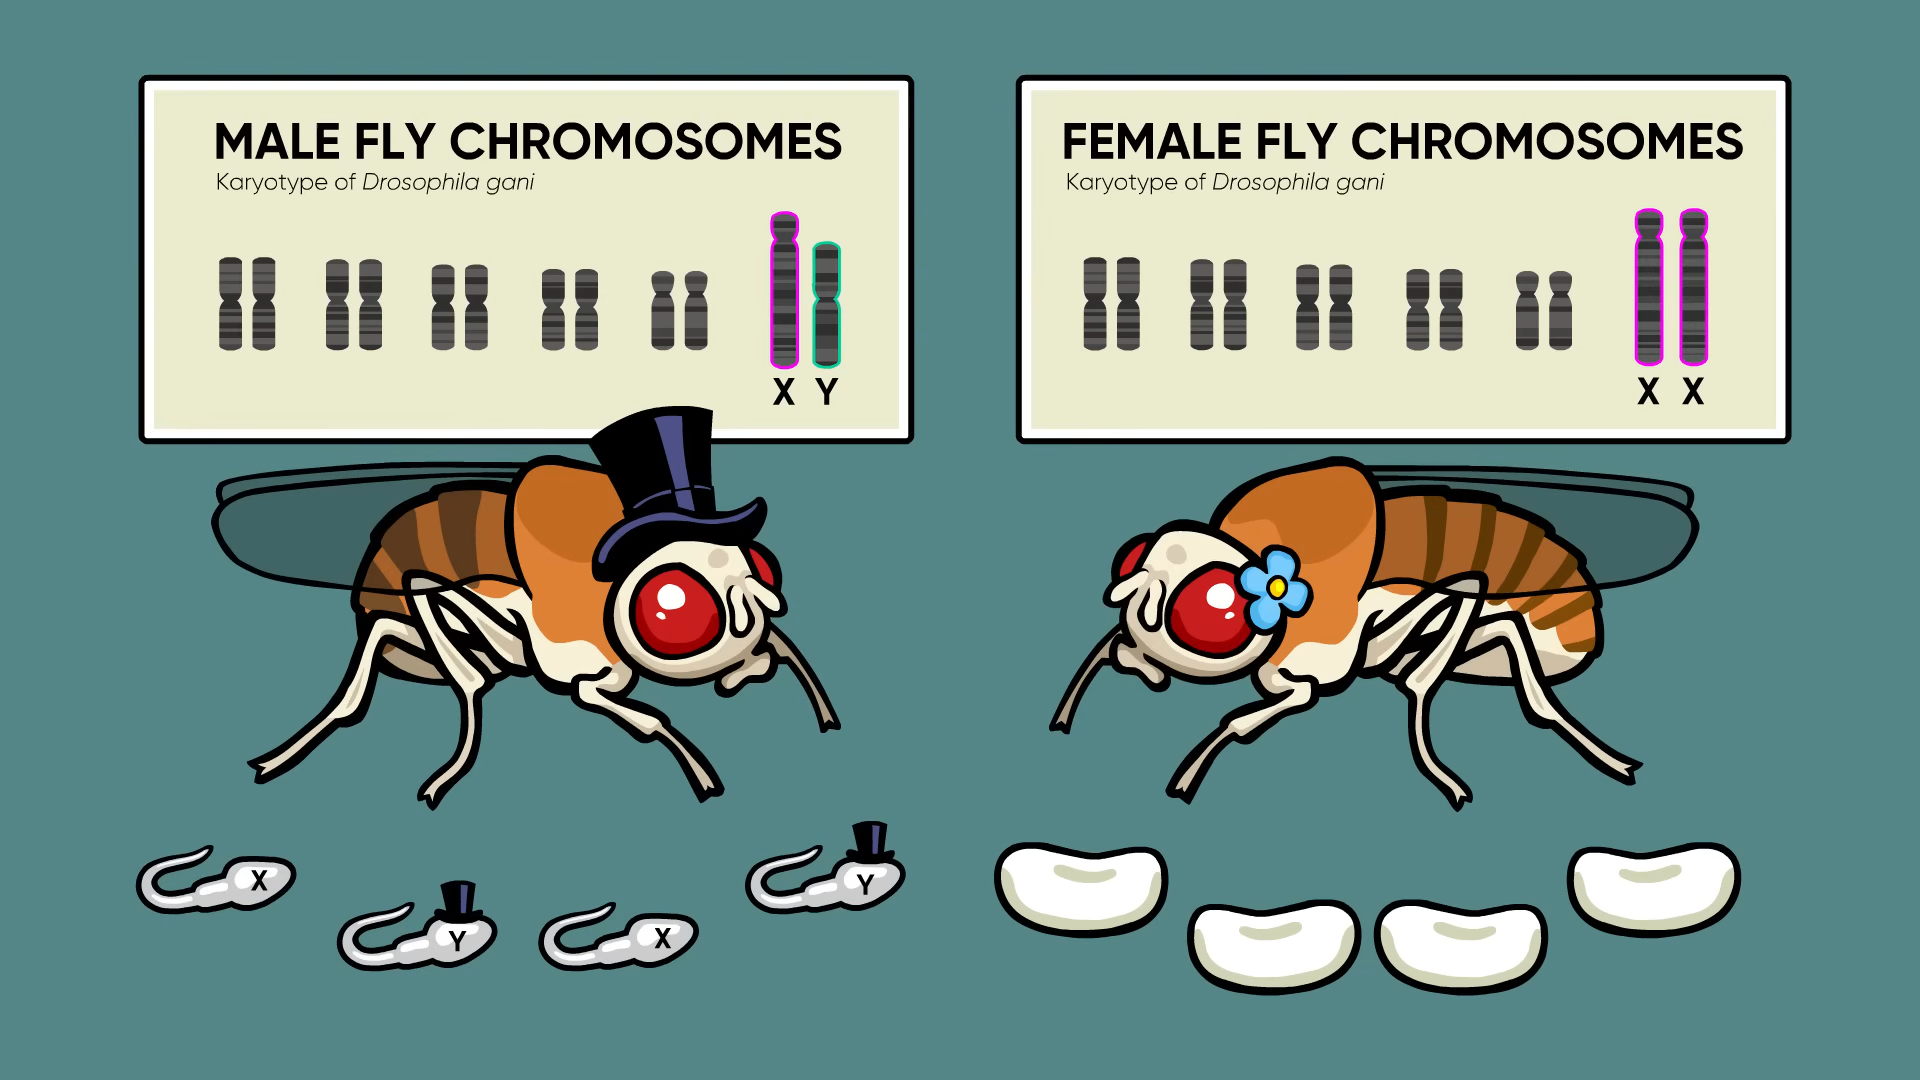 MALE FLY CHROMOSOMES
Karyotype of Drosophila gani
X Y
FEMALE FLY CHROMOSOMES
Karyotype of Drosophila gani
X X
X
Y
X
Y